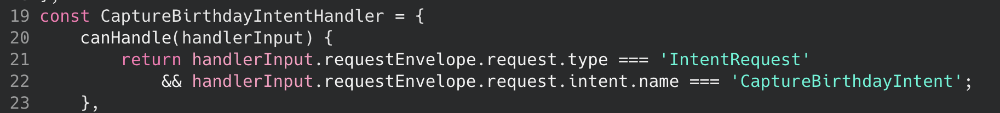 19 const CaptureBirthdayIntentHandler = {
20     canHandle(handlerInput) {
21         return handlerInput.requestEnvelope.request.type === 'IntentRequest'
22             && handlerInput.requestEnvelope.request.intent.name === 'CaptureBirthdayIntent';
23     },